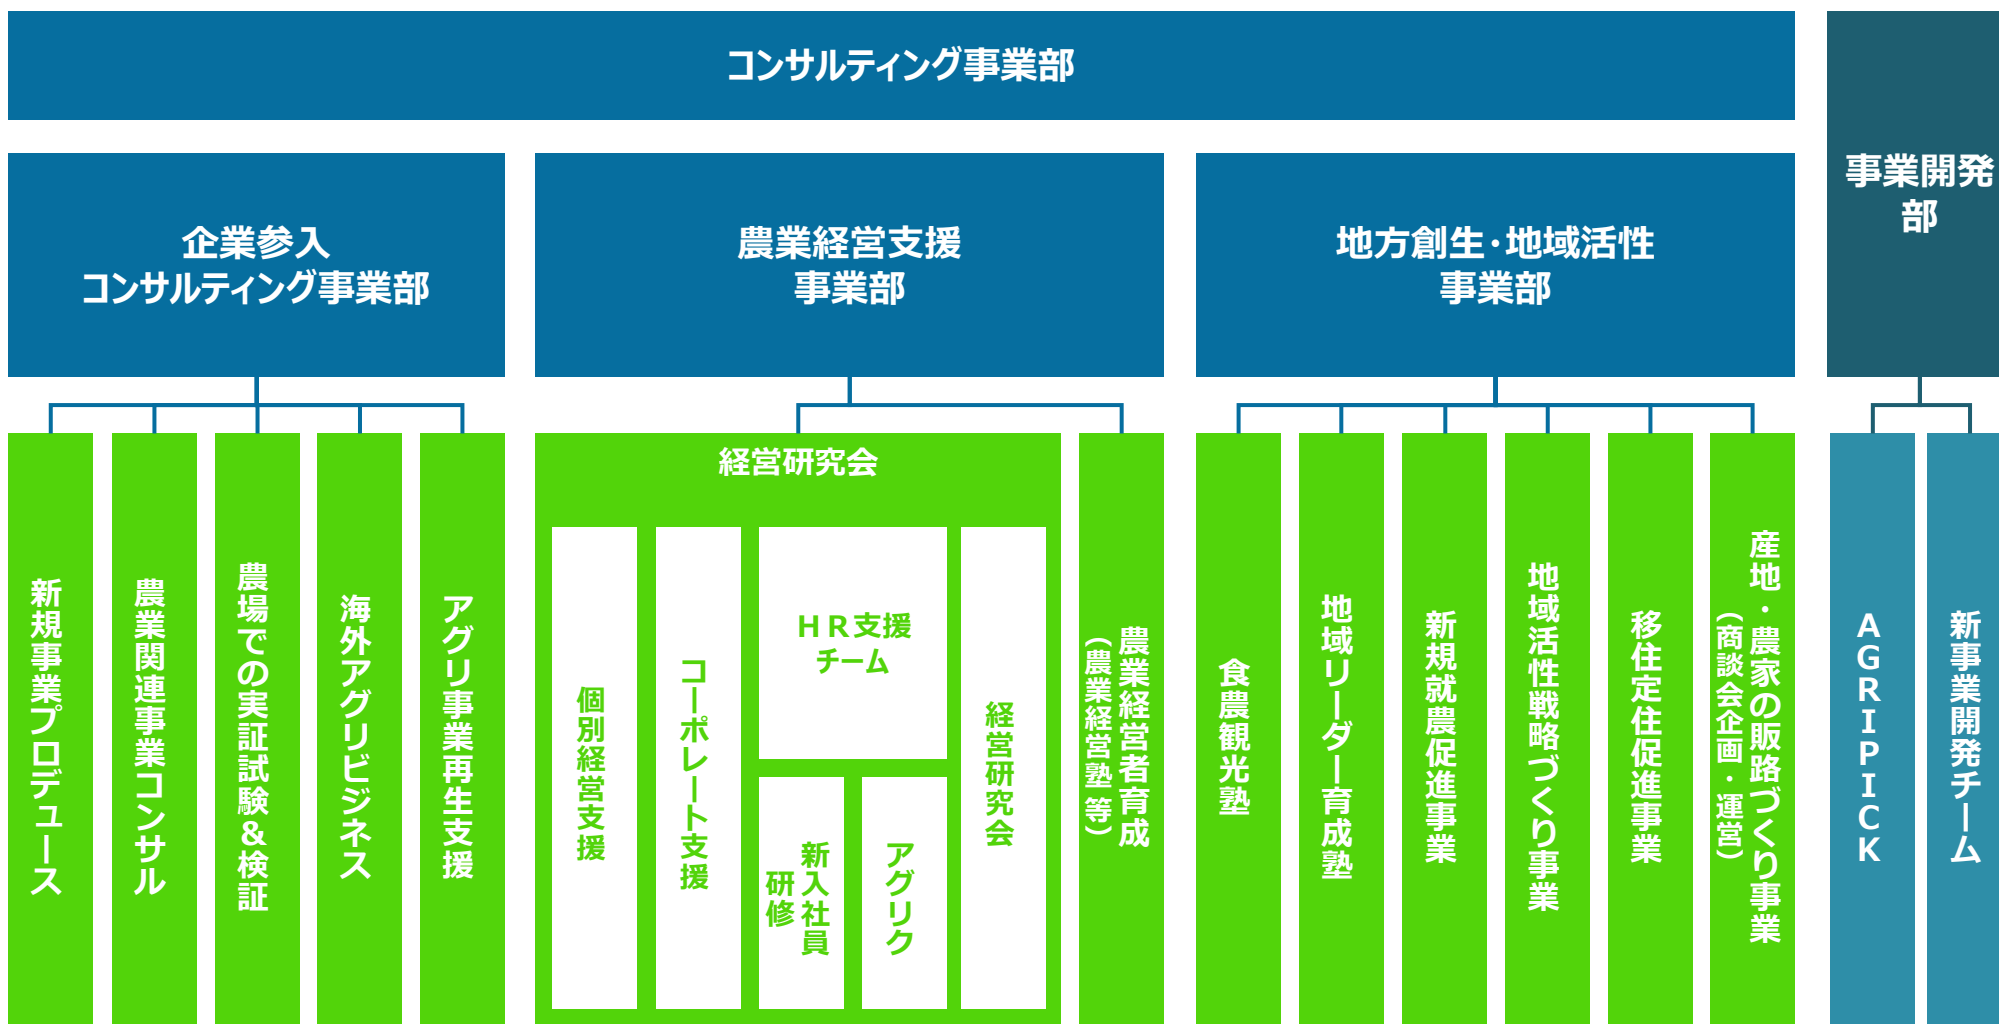 コンサルティング事業部
事業開発
部
企業参入
コンサルティング事業部
農業経営支援
事業部
地方創生・地域活性
事業部
新規事業プロデュース
農業関連事業コンサル
農場での実証試験&検証
海外アグリビジネス
アグリ事業再生支援
経営研究会
個別経営支援
コーポレート支援
HR支援
チーム
新入社員
研修
アグリク
経営研究会
農業経営者育成
(農業経営塾 等)
食農観光塾
地域リーダー育成塾
新規就農促進事業
地域活性戦略づくり事業
移住定住促進事業
産地・農家の販路づくり事業
(商談会企画・運営)
AGRIPICK
新事業開発チーム